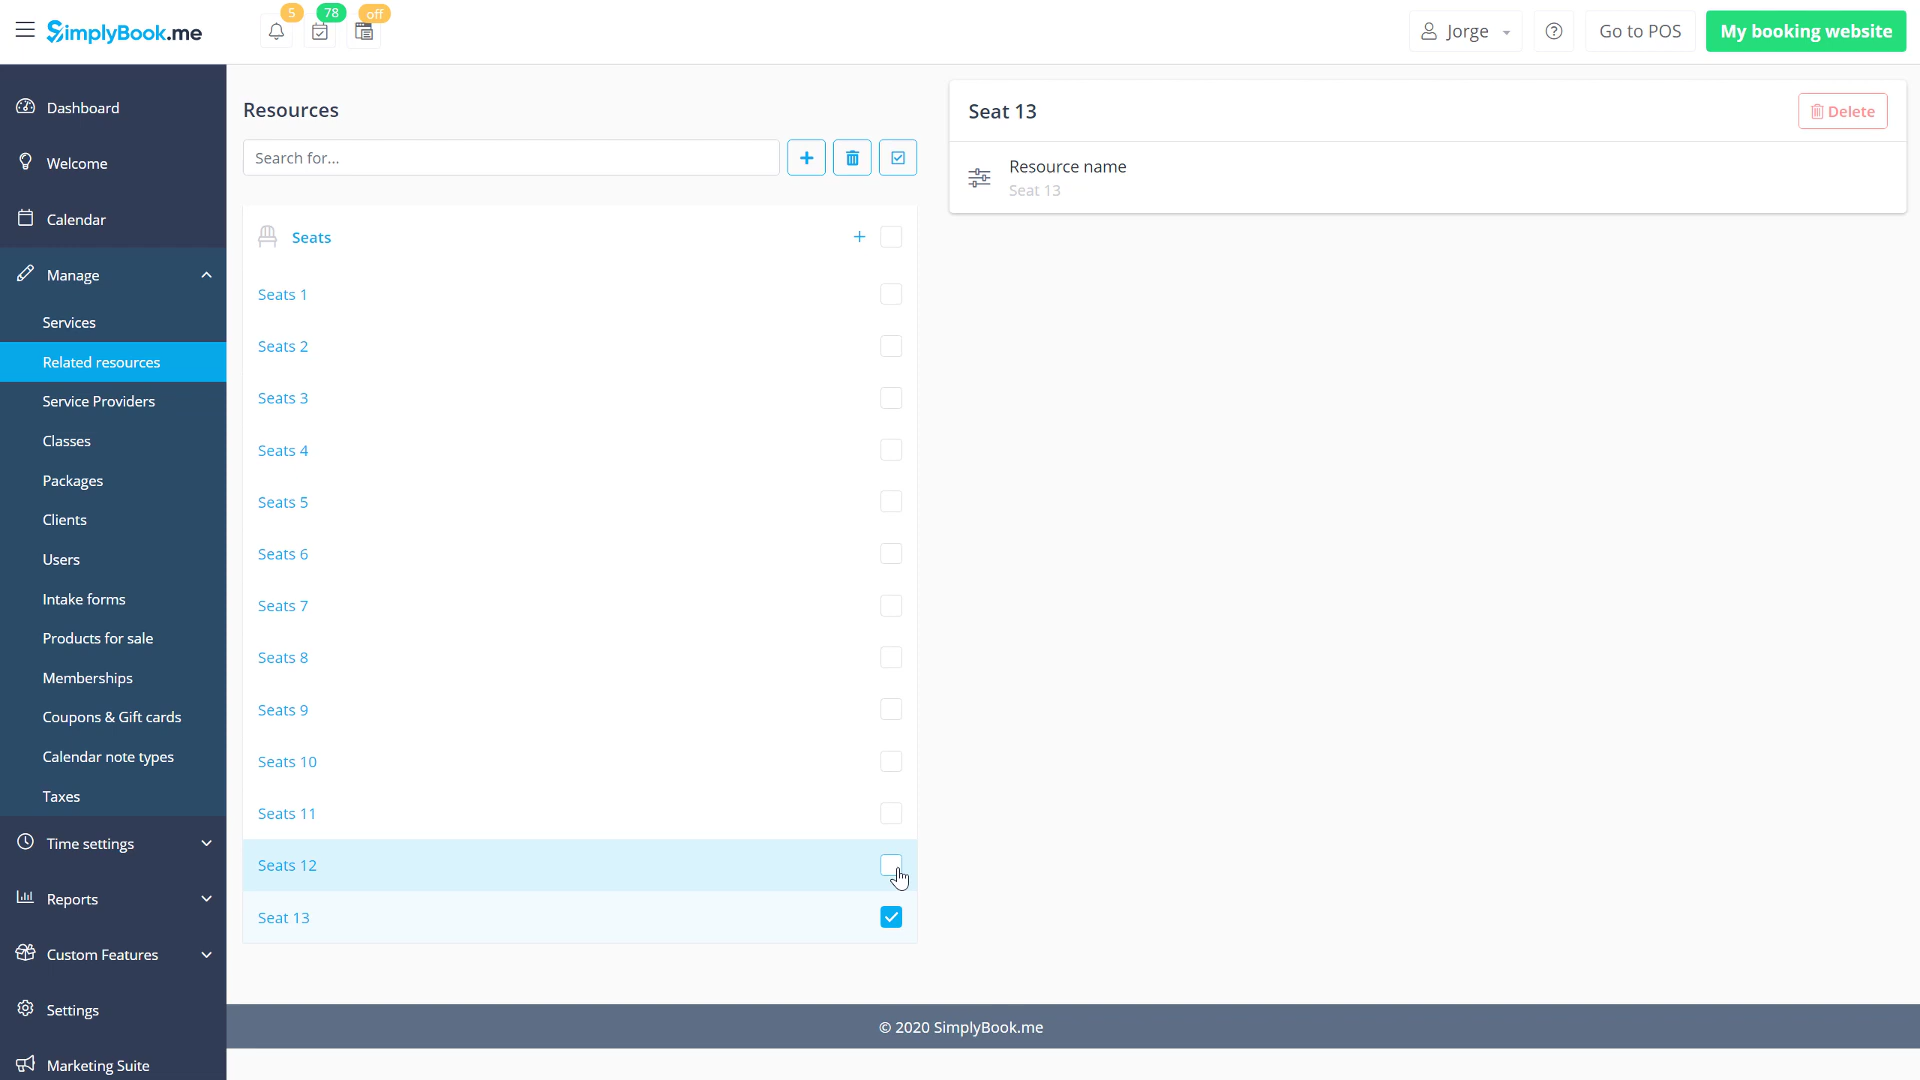 SimplyBook.me
5
78
off
Jorge
Go to POS
My booking website
Dashboard
Welcome
Calendar
Manage
Services
Related resources
Service Providers
Classes
Packages
Clients
Users
Intake forms
Products for sale
Memberships
Coupons & Gift cards
Calendar note types
Taxes
Time settings
Reports
Custom Features
Settings
Marketing Suite
Resources
Search for...
Seats
Seats 1
Seats 2
Seats 3
Seats 4
Seats 5
Seats 6
Seats 7
Seats 8
Seats 9
Seats 10
Seats 11
Seats 12
Seat 13
Seat 13
Delete
Resource name
Seat 13
© 2020 SimplyBook.me